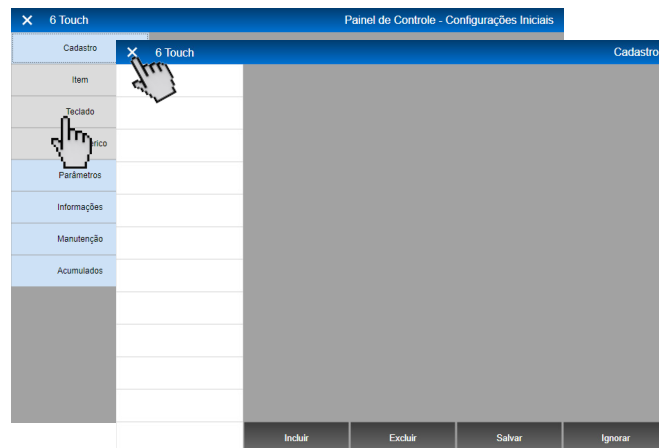 6 Touch
Painel de Controle - Configurações Iniciais
Cadastro
Item
Teclado
Parâmetros
Informações
Manutenção
Acumulados
6 Touch
Cadastro
Incluir
Excluir
Salvar
Ignorar